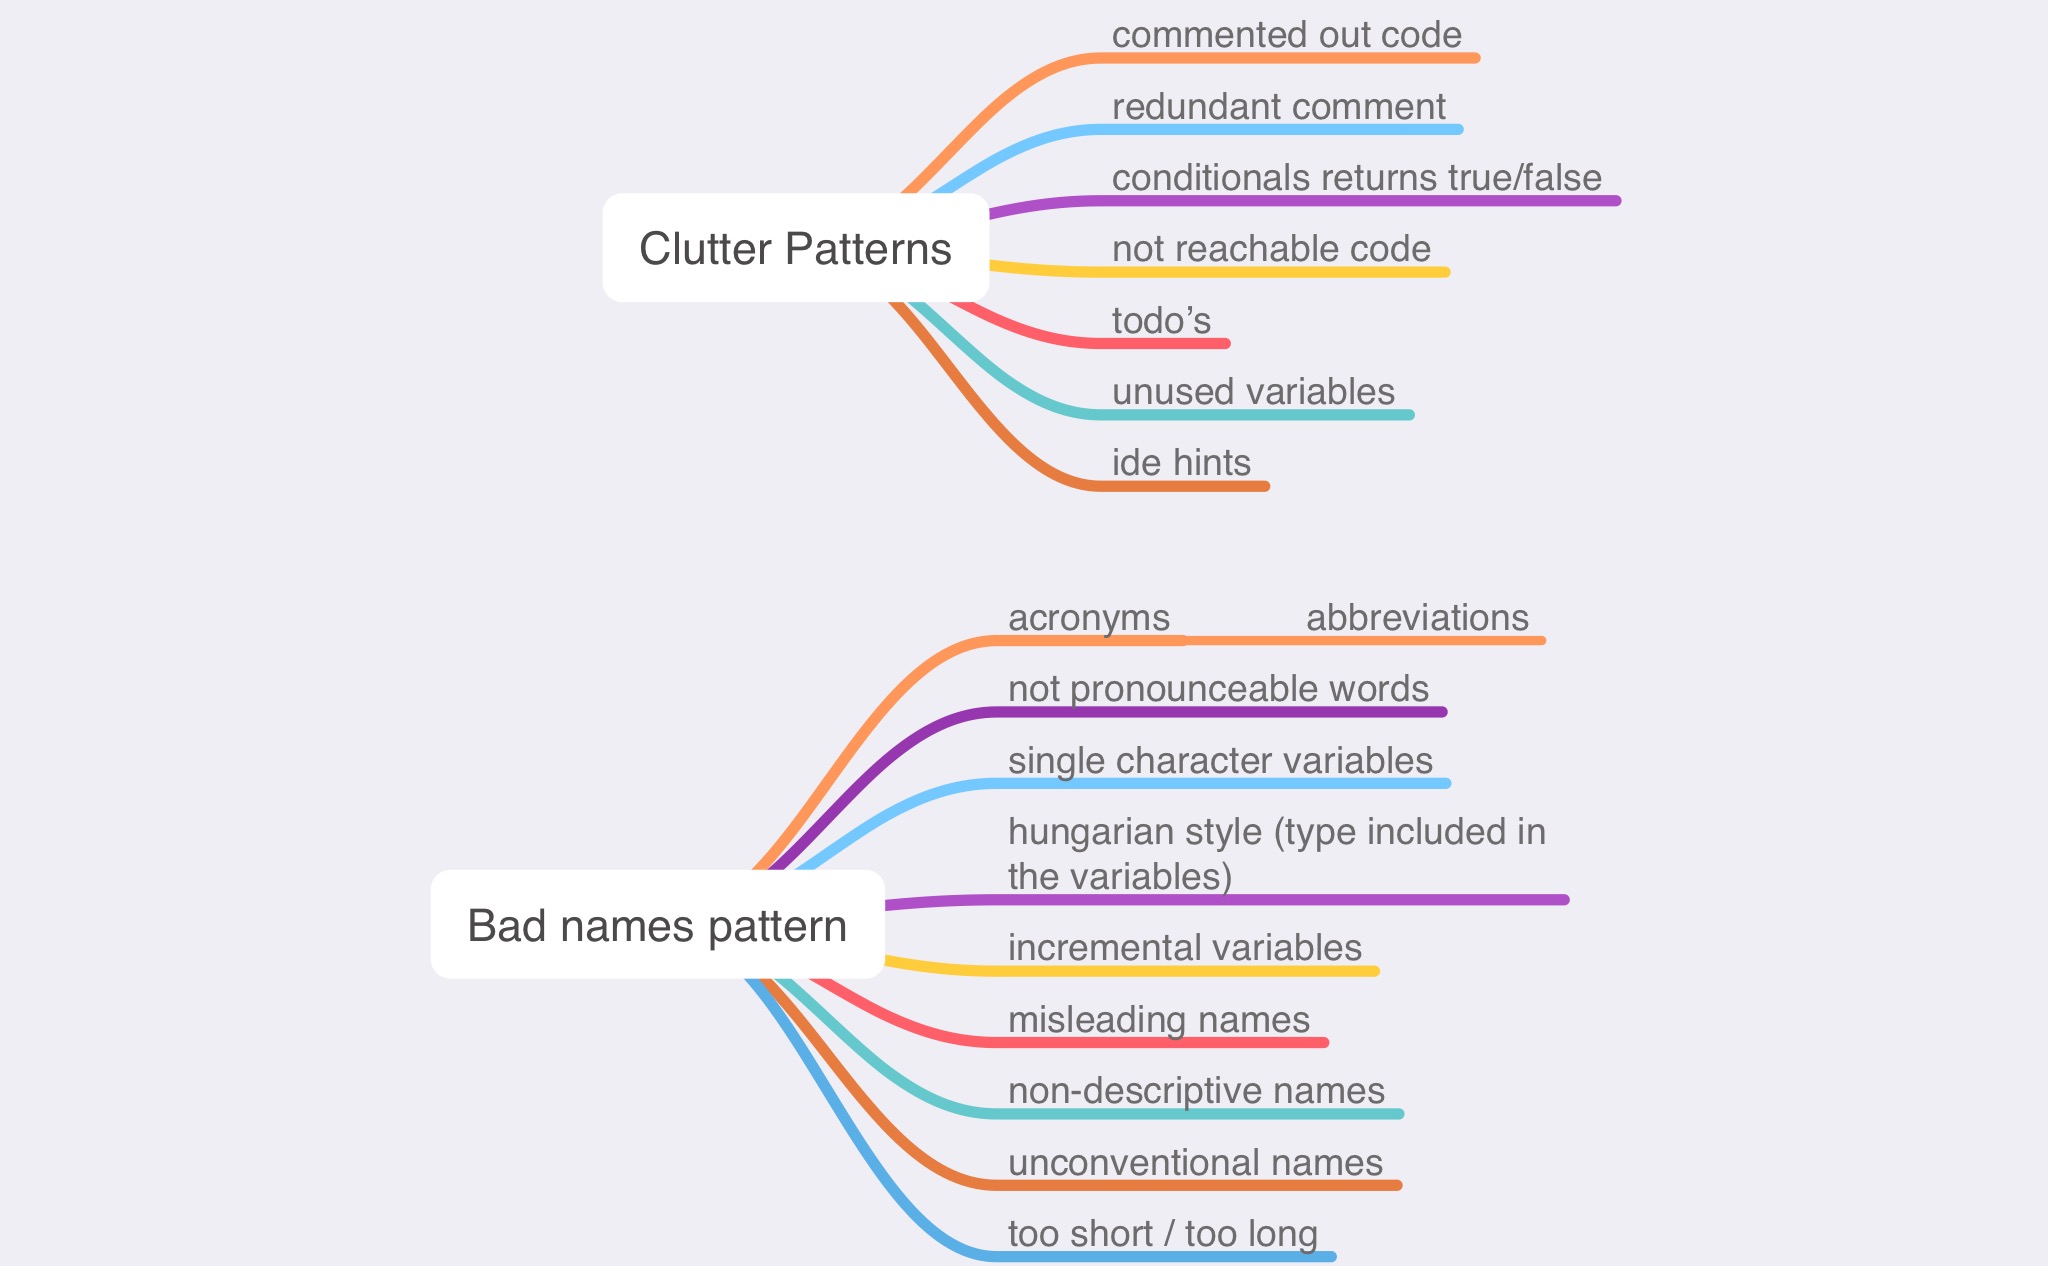 Clutter Patterns
commented out code
redundant comment
conditionals returns true/false
not reachable code
todo’s
unused variables
ide hints
Bad names pattern
acronyms
abbreviations
not pronounceable words
single character variables
hungarian style (type included in
the variables)
incremental variables
misleading names
non-descriptive names
unconventional names
too short / too long